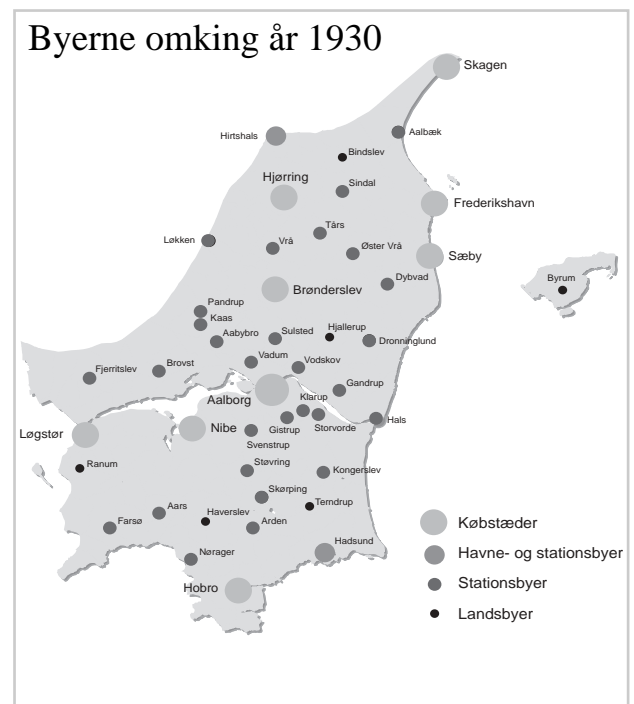 Byerne omking år 1930
Skagen
Hirtshals
Aalbæk
Bindslev
Hjørring
Sindal
Frederikshavn
Løkken
Tårs
Vrå
Øster Vrå
Sæby
Dybvad
Byrum
Brønderslev
Pandrup
Kaas
Aabybro
Sulsted
Hjallerup
Dronninglund
Fjerritslev
Brovst
Vadum
Vodskov
Gandrup
Aalborg
Klarup
Løgstør
Nibe
Gistrup
Storvorde
Hals
Svenstrup
Ranum
Støvring
Kongerslev
Skørping
Terndrup
Farsø
Aars
Haverslev
Arden
Hadsund
Nørager
Hobro
Købstæder
Havne- og stationsbyer
Stationsbyer
Landsbyer